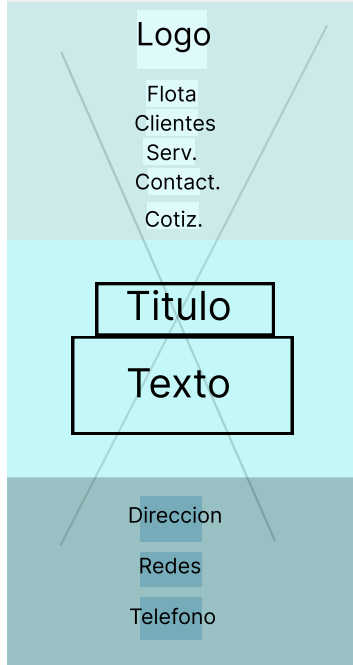 Logo
Flota
Clientes
Serv.
Contact.
Cotiz.
Titulo
Texto
Direccion
Redes
Telefono